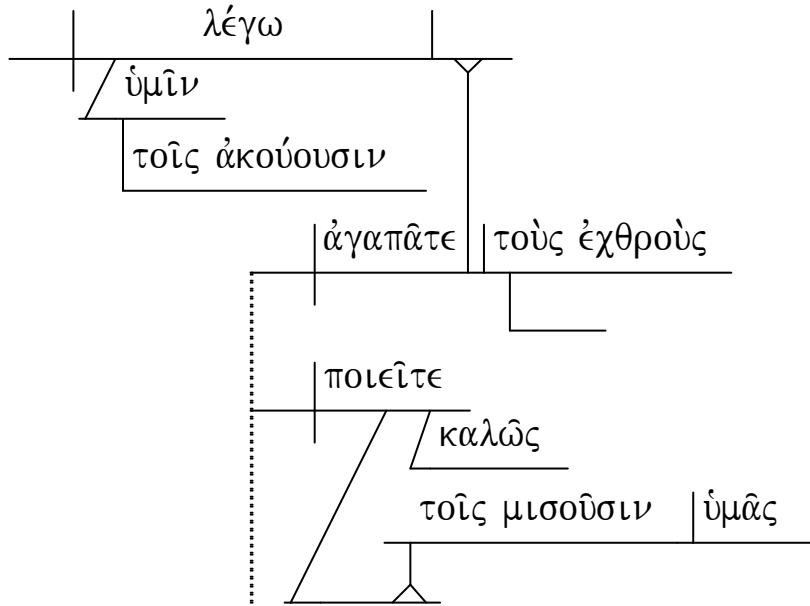 λέγω
ὑμῖν
τοῖς ἀκούουσιν
ἀγαπᾶτε τοὺς ἐχθροὺς
ποιεῖτε
καλῶς
τοῖς μισοῦσιν ὑμᾶς